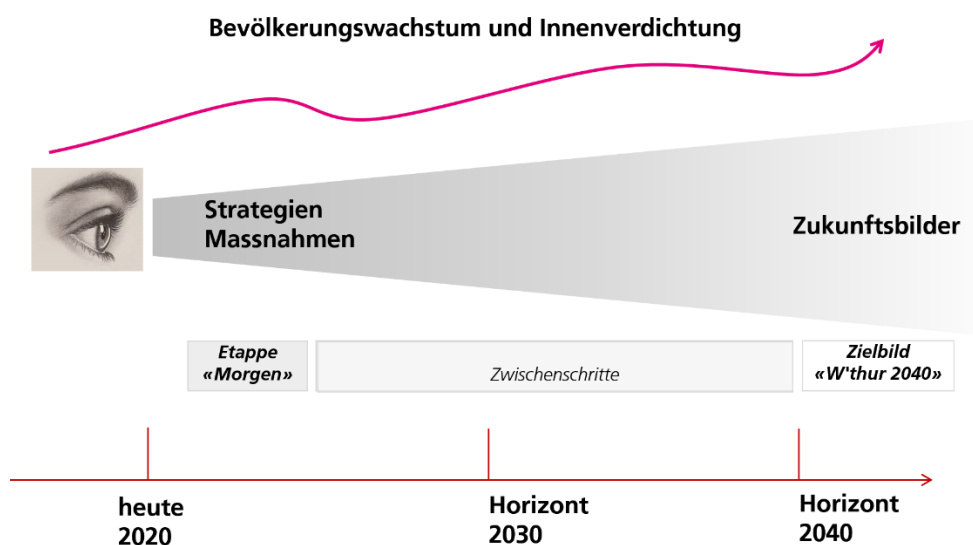 Bevölkerungswachstum und Innenverdichtung
Strategien
Massnahmen
Zukunftsbilder
Etappe
«Morgen»
Zwischenschritte
Zielbild
«W'thur 2040»
heute
2020
Horizont
2030
Horizont
2040